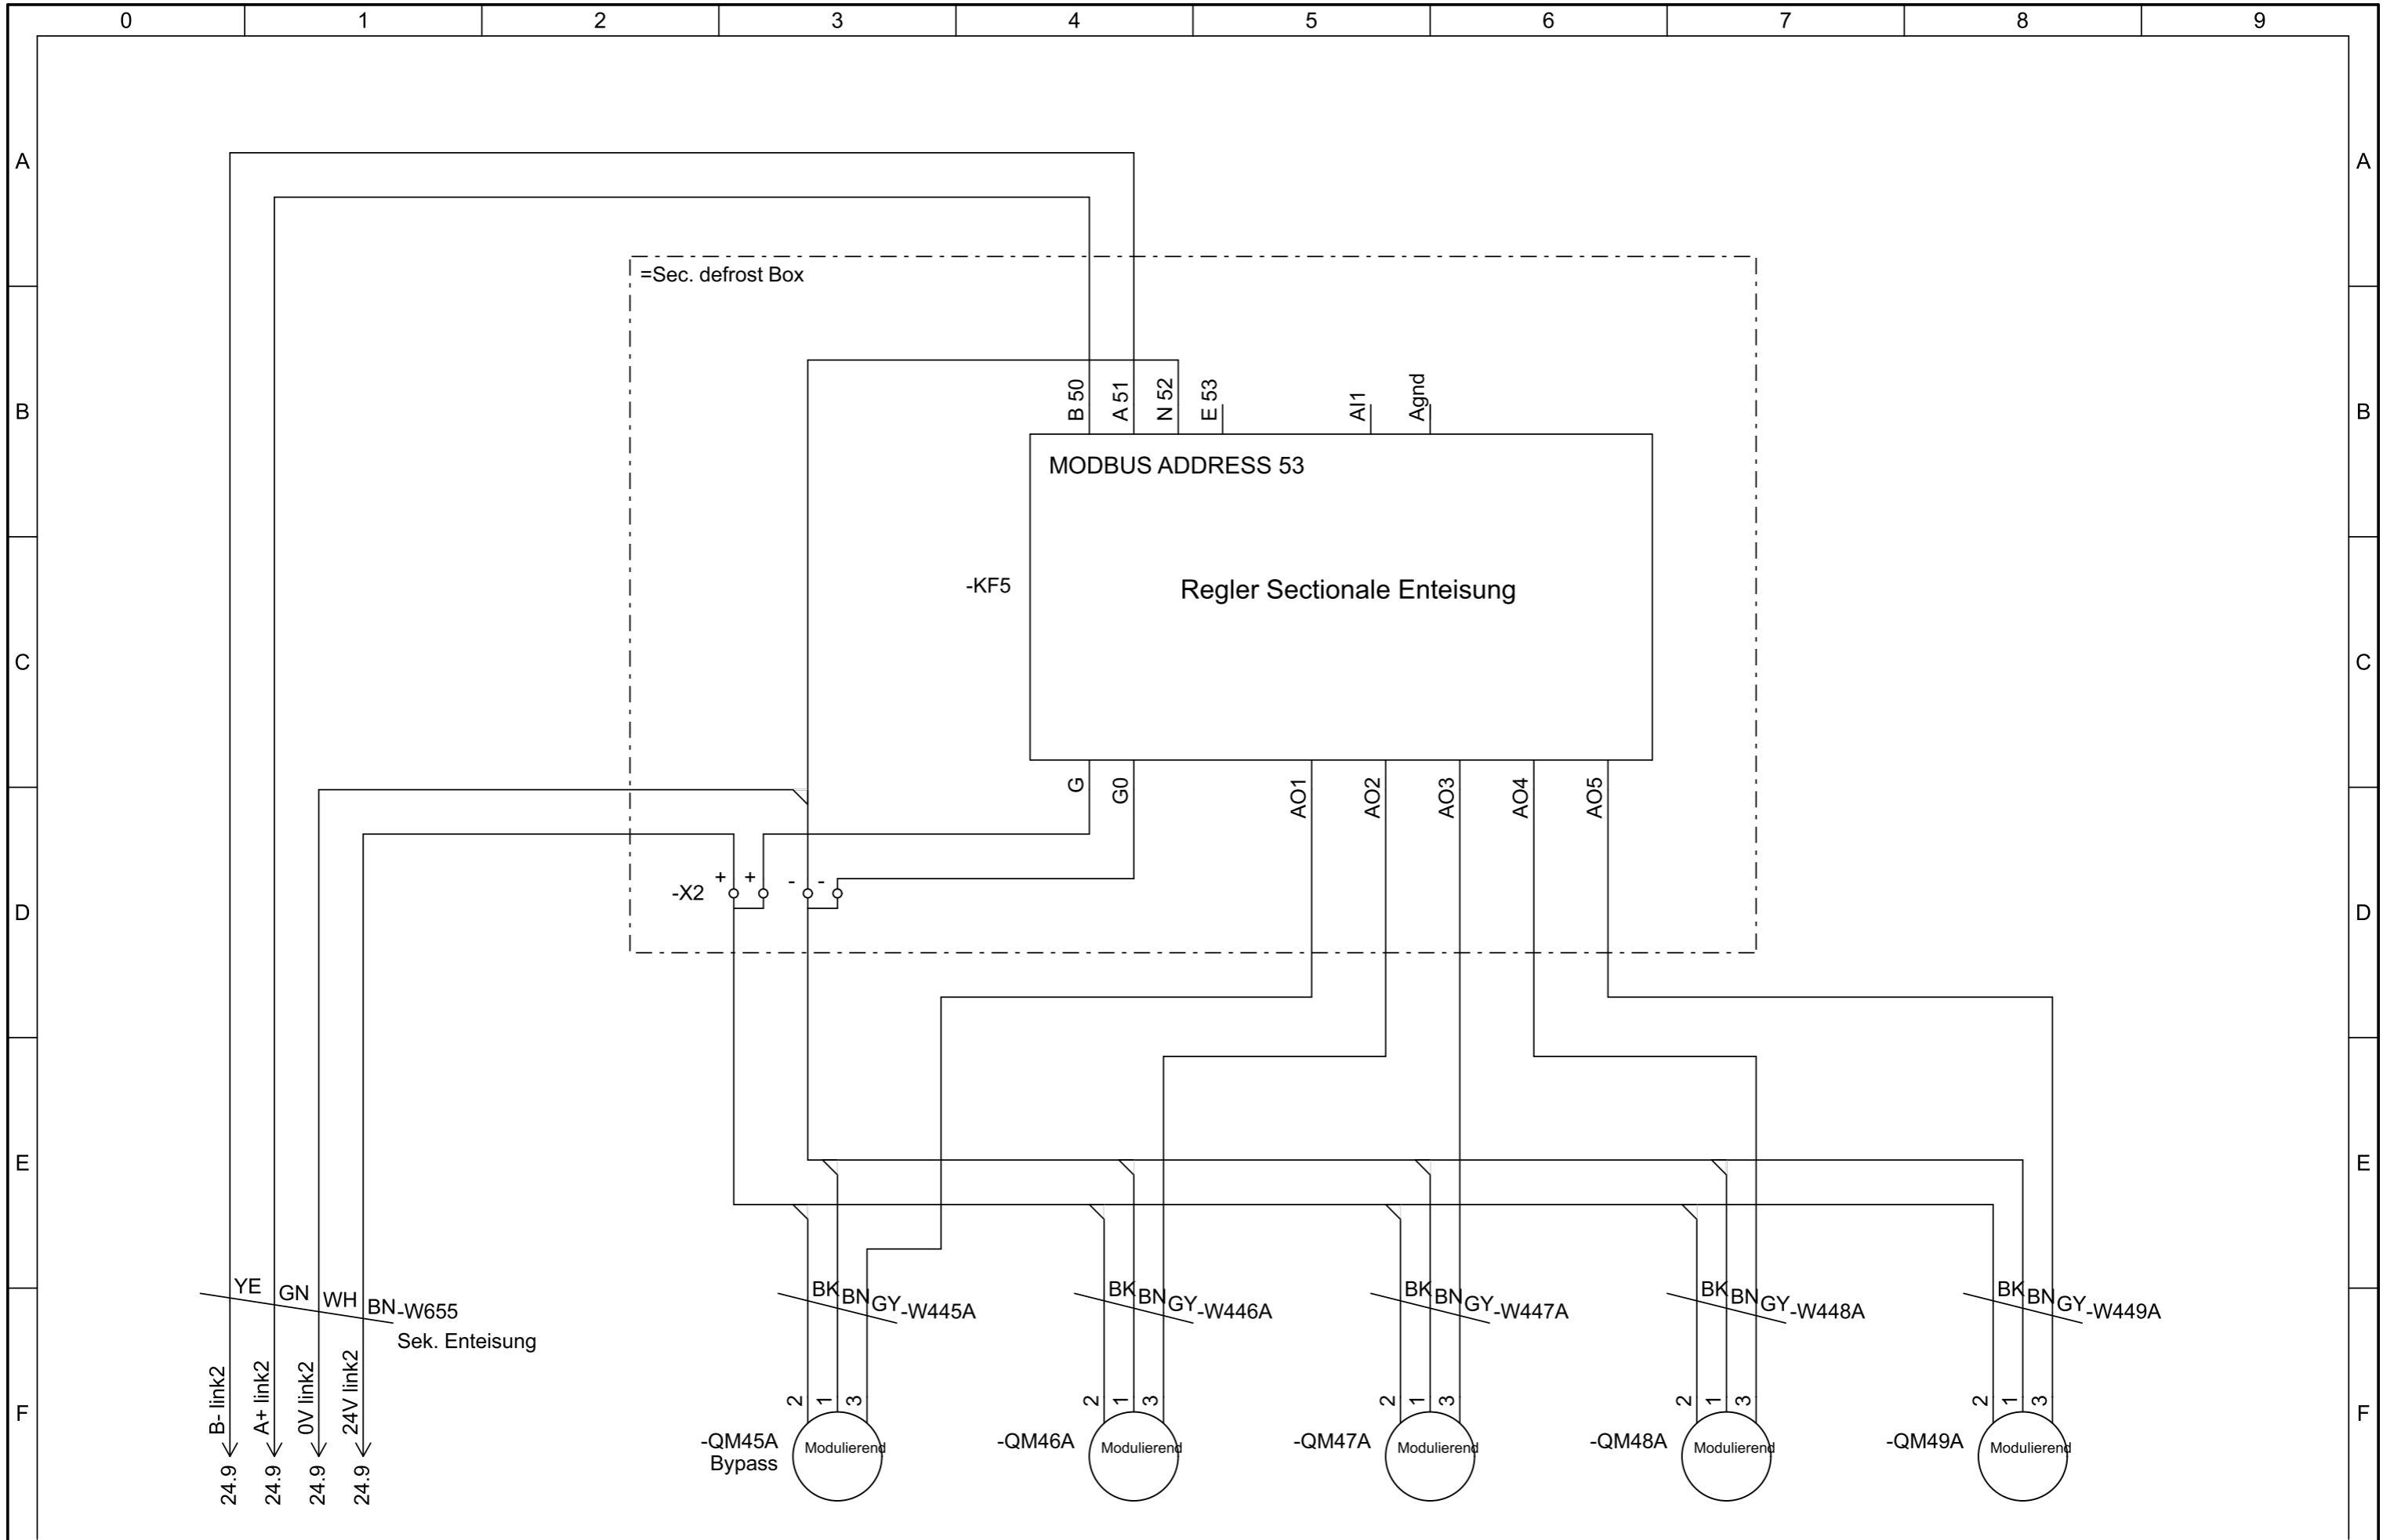 0 1 2 3 4 5 6 7 8 9
A A
=Sec. defrost Box
B B
B 50
A 51
N 52
E 53
AI1
Agnd
MODBUS ADDRESS 53
-KF5
Regler Sectionale Enteisung
C C
G
G0
AO1
AO2
AO3
AO4
AO5
-X2 + + - -
D D
E E
YE GN WH BN -W655
Sek. Enteisung
BK BN GY -W445A
BK BN GY -W446A
BK BN GY -W447A
BK BN GY -W448A
BK BN GY -W449A
F F
B- link2
A+ link2
0V link2
24V link2
24.9
24.9
24.9
24.9
2 1 3
2 1 3
2 1 3
2 1 3
2 1 3
-QM45A
Bypass
Modulierend
-QM46A
Modulierend
-QM47A
Modulierend
-QM48A
Modulierend
-QM49A
Modulierend